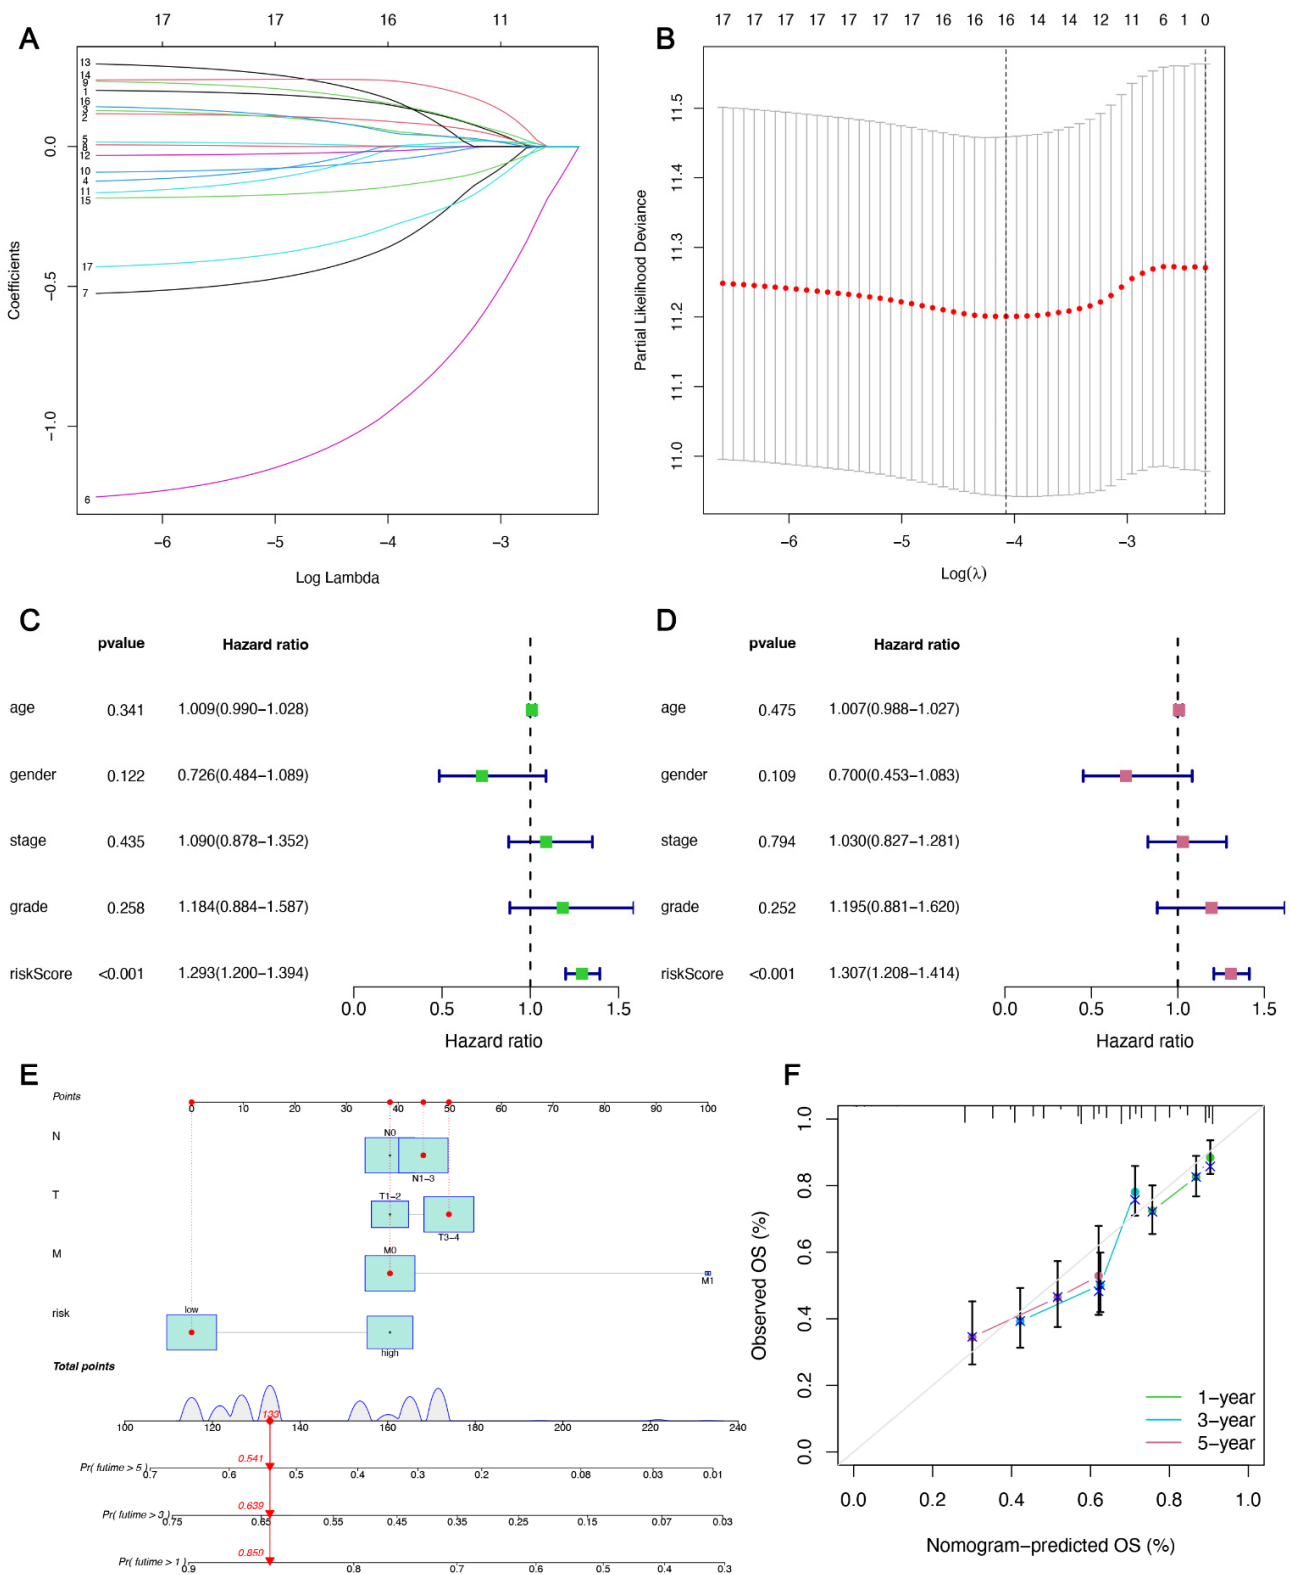 A
17 17 16 11
13
14
9
1
16
3
2
5
8
12
10
4
11
15
17
7
6
0.0
−0.5
−1.0
Coefficients
−6 −5 −4 −3
Log Lambda
B
17 17 17 17 17 17 17 16 16 16 14 14 12 11 6 1 0
11.5
11.4
11.3
11.2
11.1
11.0
Partial Likelihood Deviance
−6 −5 −4 −3
Log(λ)
C
pvalue Hazard ratio
age 0.341 1.009(0.990−1.028)
gender 0.122 0.726(0.484−1.089)
stage 0.435 1.090(0.878−1.352)
grade 0.258 1.184(0.884−1.587)
riskScore <0.001 1.293(1.200−1.394)
0.0 0.5 1.0 1.5
Hazard ratio
D
pvalue Hazard ratio
age 0.475 1.007(0.988−1.027)
gender 0.109 0.700(0.453−1.083)
stage 0.794 1.030(0.827−1.281)
grade 0.252 1.195(0.881−1.620)
riskScore <0.001 1.307(1.208−1.414)
0.0 0.5 1.0 1.5
Hazard ratio
E
Points
0 10 20 30 40 50 60 70 80 90 100
N
N0
N1−3
T
T1−2
T3−4
M
M0
M1
risk
low
high
Total points
133
100 120 140 160 180 200 220 240
0.541
Pr( futime > 5 )
0.7 0.6 0.5 0.4 0.3 0.2 0.08 0.03 0.01
0.639
Pr( futime > 3 )
0.75 0.65 0.55 0.45 0.35 0.25 0.15 0.07 0.03
0.859
Pr( futime > 1 )
0.9 0.8 0.7 0.6 0.5 0.4 0.3
F
1.0
0.8
0.6
0.4
0.2
0.0
Observed OS (%)
1−year
3−year
5−year
0.0 0.2 0.4 0.6 0.8 1.0
Nomogram−predicted OS (%)